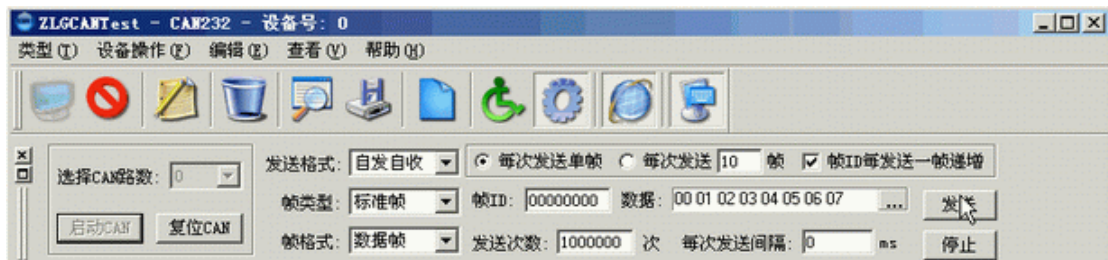 ZLGCANTest - CAN232 - 设备号: 0
类型(T) 设备操作(P) 编辑(E) 查看(V) 帮助(H)
选择CAN路数: 0 发送格式: 自发自收 每次发送单帧 每次发送 10 帧 帧ID每发送一帧递增
帧类型: 标准帧 帧ID: 00000000 数据: 00 01 02 03 04 05 06 07 ... 发送
启动CAN 复位CAN 帧格式: 数据帧 发送次数: 1000000 次 每次发送间隔: 0 ms 停止